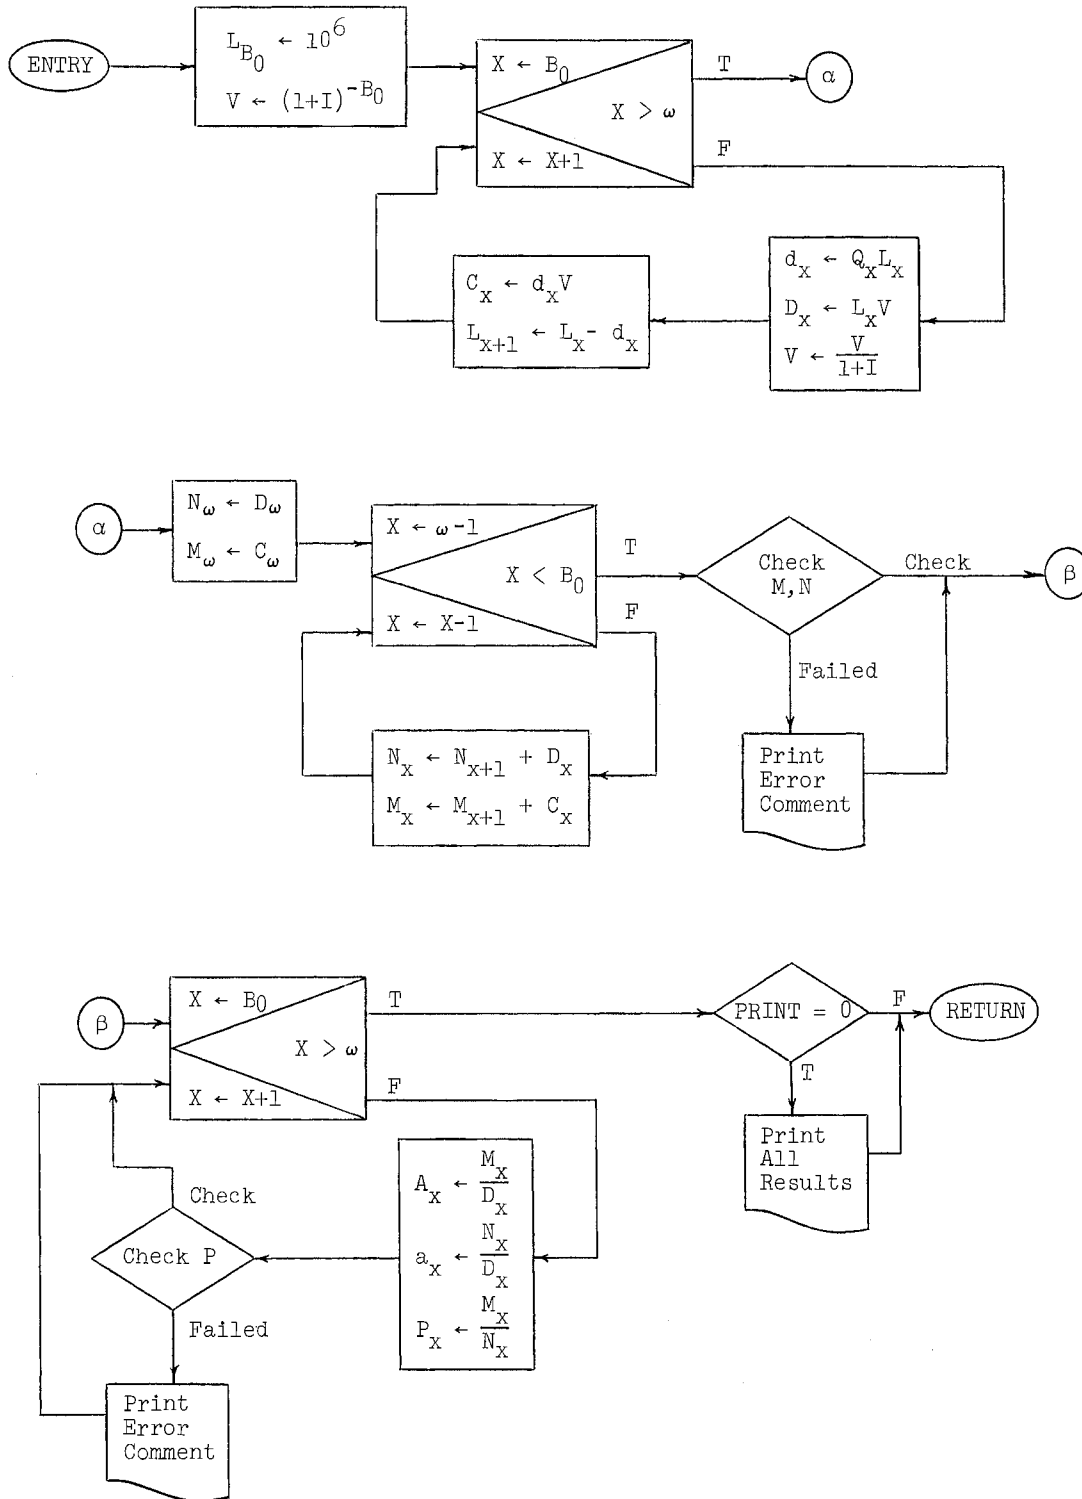 ENTRY
L_{B_0} ← 10^6
V ← (1+I)^{-B_0}
X ← B_0
X > ω
X ← X+1
T
α
F
d_x ← Q_x L_x
D_x ← L_x V
V ← V/(1+I)
C_x ← d_x V
L_{x+1} ← L_x - d_x
α
N_ω ← D_ω
M_ω ← C_ω
X ← ω-1
X < B_0
X ← X-1
T
F
Check
M,N
Check
β
Failed
Print
Error
Comment
N_x ← N_{x+1} + D_x
M_x ← M_{x+1} + C_x
β
X ← B_0
X > ω
X ← X+1
T
F
PRINT = 0
F
RETURN
T
Print
All
Results
A_x ← M_x/D_x
a_x ← N_x/D_x
P_x ← M_x/N_x
Check
Check P
Failed
Print
Error
Comment